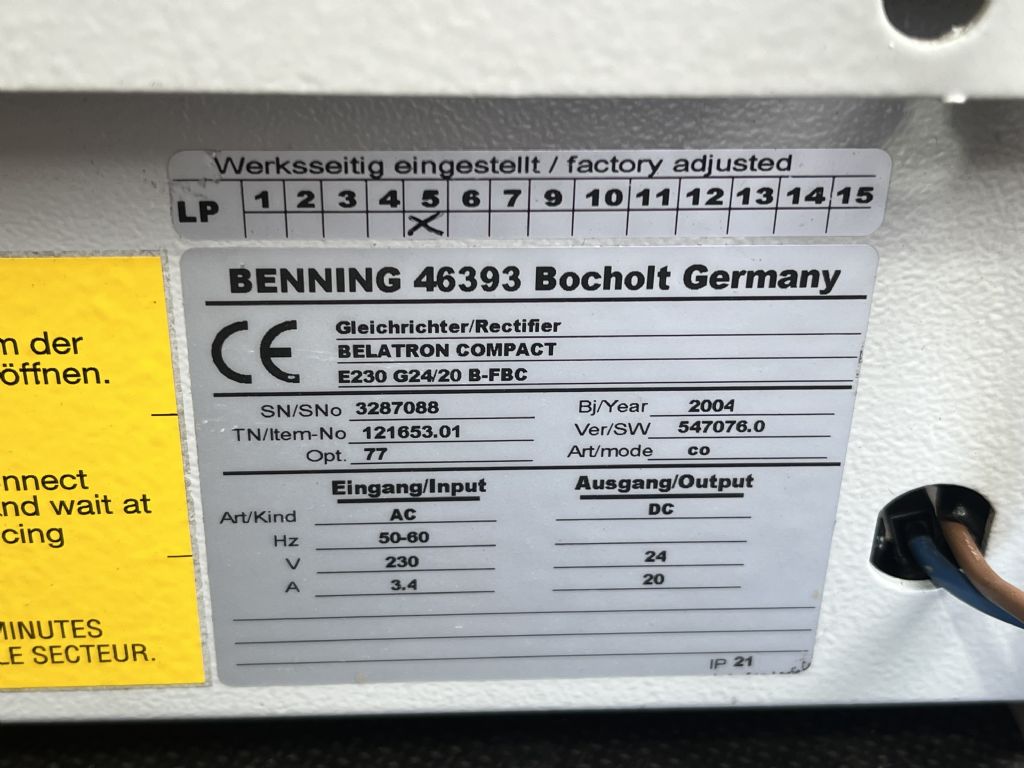 Werksseitig eingestellt / factory adjusted
LP 1 2 3 4 5 6 7 9 10 11 12 13 14 15
X
BENNING 46393 Bocholt Germany
CE
Gleichrichter/Rectifier
BELATRON COMPACT
E230 G24/20 B-FBC
SN/SNo 3287088 Bj/Year 2004
TN/Item-No 121653.01 Ver/SW 547076.0
Opt. 77 Art/mode co
Eingang/Input Ausgang/Output
Art/Kind AC DC
Hz 50-60
V 230 24
A 3.4 20
IP 21
m der
öffnen.
nnect
and wait at
cing
MINUTES
LE SECTEUR.